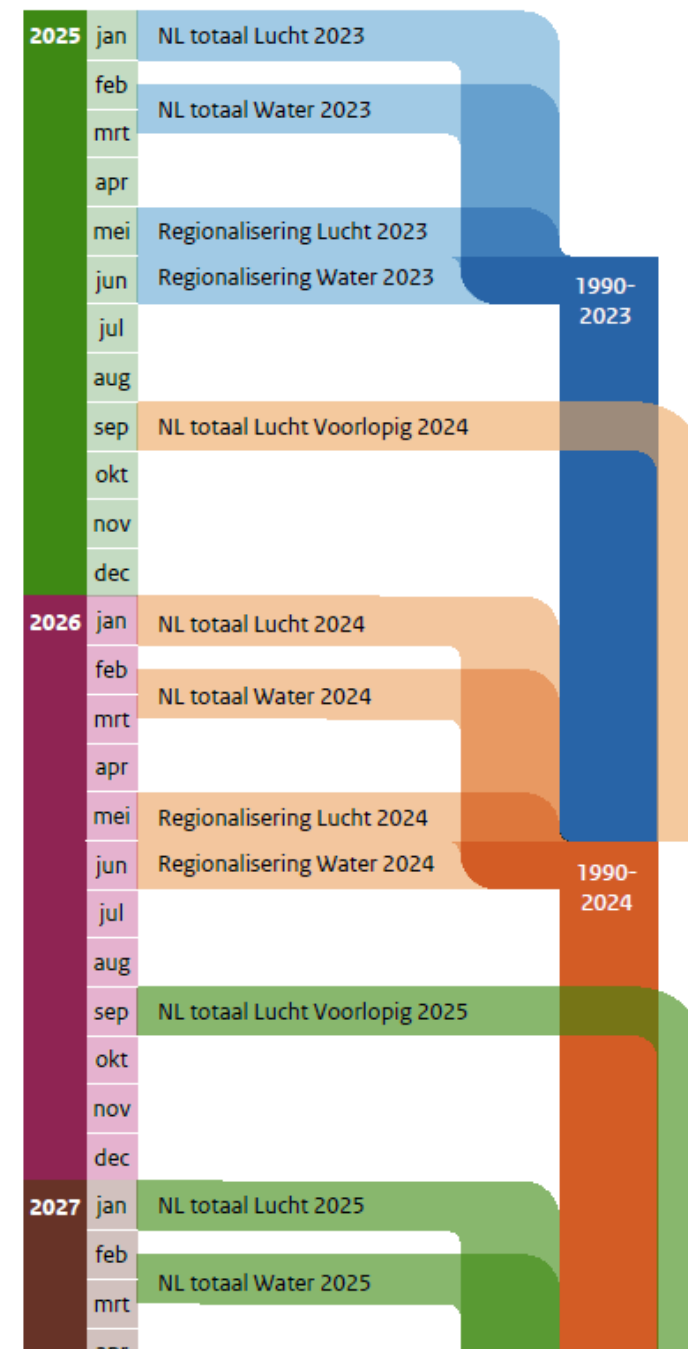 2025 jan NL totaal Lucht 2023
feb
NL totaal Water 2023
mrt
apr
mei Regionalisering Lucht 2023
jun Regionalisering Water 2023
1990-
2023
jul
aug
sep NL totaal Lucht Voorlopig 2024
okt
nov
dec
2026 jan NL totaal Lucht 2024
feb
NL totaal Water 2024
mrt
apr
mei Regionalisering Lucht 2024
jun Regionalisering Water 2024
1990-
2024
jul
aug
sep NL totaal Lucht Voorlopig 2025
okt
nov
dec
2027 jan NL totaal Lucht 2025
feb
NL totaal Water 2025
mrt